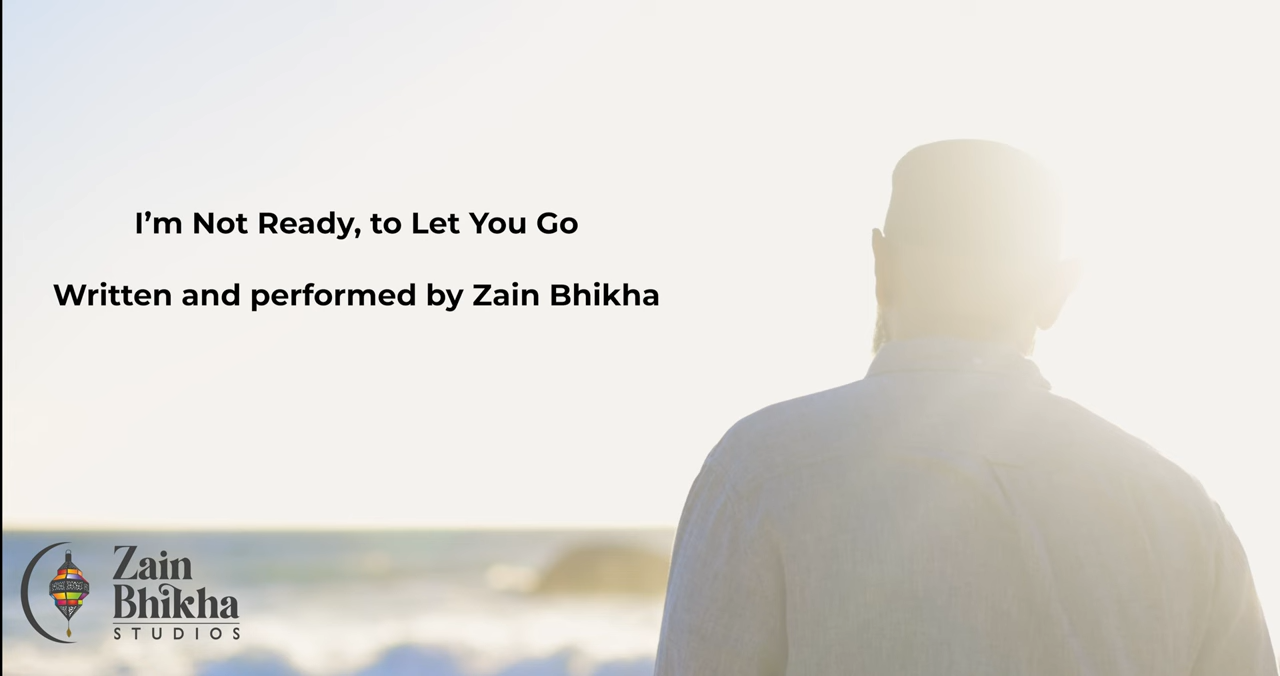 I’m Not Ready, to Let You Go
Written and performed by Zain Bhikha
Zain
Bhikha
STUDIOS